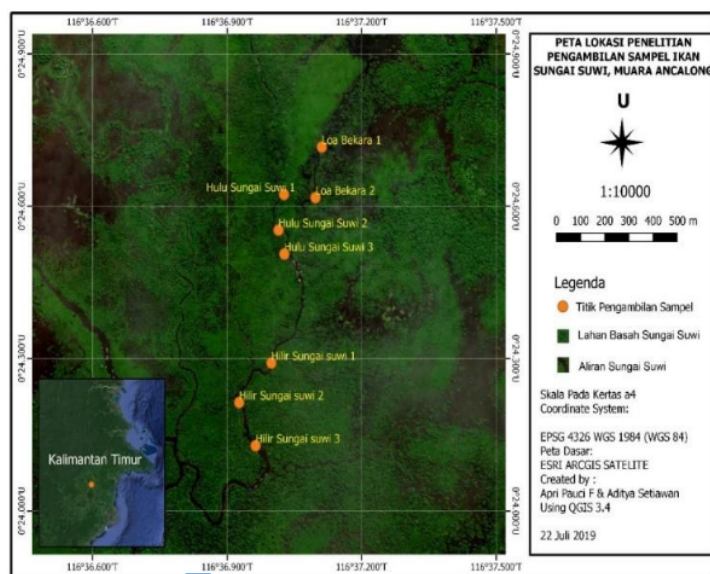 116°36.600'T 116°36.900'T 116°37.200'T 116°37.500'T
0°24.900'U 0°24.900'U
0°24.600'U 0°24.600'U
0°24.300'U 0°24.300'U
0°24.000'U 0°24.000'U
Loa Bekara 1
Hulu Sungai Suwi 1
Loa Bekara 2
Hulu Sungai Suwi 2
Hulu Sungai Suwi 3
Hilir Sungai suwi 1
Hilir Sungai suwi 2
Hilir Sungai suwi 3
Kalimantan Timur
116°36.600'T 116°36.900'T 116°37.200'T 116°37.500'T
PETA LOKASI PENELITIAN
PENGAMBILAN SAMPEL IKAN
SUNGAI SUWI, MUARA ANCALONG
U
1:10000
0 100 200 300 400 500 m
Legenda
Titik Pengambilan Sampel
Lahan Basah Sungai Suwi
Aliran Sungai Suwi
Skala Pada Kertas a4
Coordinate System:
EPSG 4326 WGS 1984 (WGS 84)
Peta Dasar:
ESRI ARCGIS SATELITE
Created by :
Apri Pauci F & Aditya Setiawan
Using QGIS 3.4
22 Juli 2019